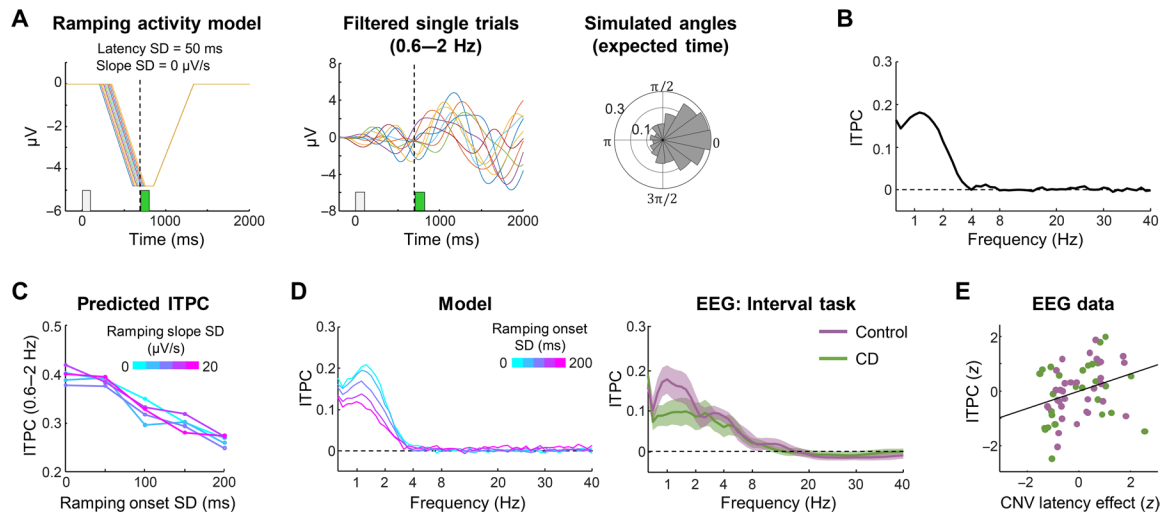 A
Ramping activity model
Latency SD = 50 ms
Slope SD = 0 μV/s
0
−2
−4
−6
μV
0
1000
2000
Time (ms)
Filtered single trials
(0.6—2 Hz)
8
4
0
−4
−8
μV
0
1000
2000
Time (ms)
Simulated angles
(expected time)
π/2
0.3
0.1
π
0
3π/2
B
0.3
0.2
0.1
0
ITPC
1
2
4
8
20
30
40
Frequency (Hz)
C
Predicted ITPC
Ramping slope SD
(μV/s)
0
20
0.5
0.4
0.3
0.2
ITPC (0.6—2 Hz)
0
50
100
150
200
Ramping onset SD (ms)
D
Model
Ramping onset
SD (ms)
0
200
0.3
0.2
0.1
0
ITPC
1
2
4
8
20
30
40
Frequency (Hz)
EEG: Interval task
Control
CD
0.3
0.2
0.1
0
ITPC
1
2
4
8
20
30
40
Frequency (Hz)
E
EEG data
2
0
−2
ITPC (z)
−2
0
2
CNV latency effect (z)